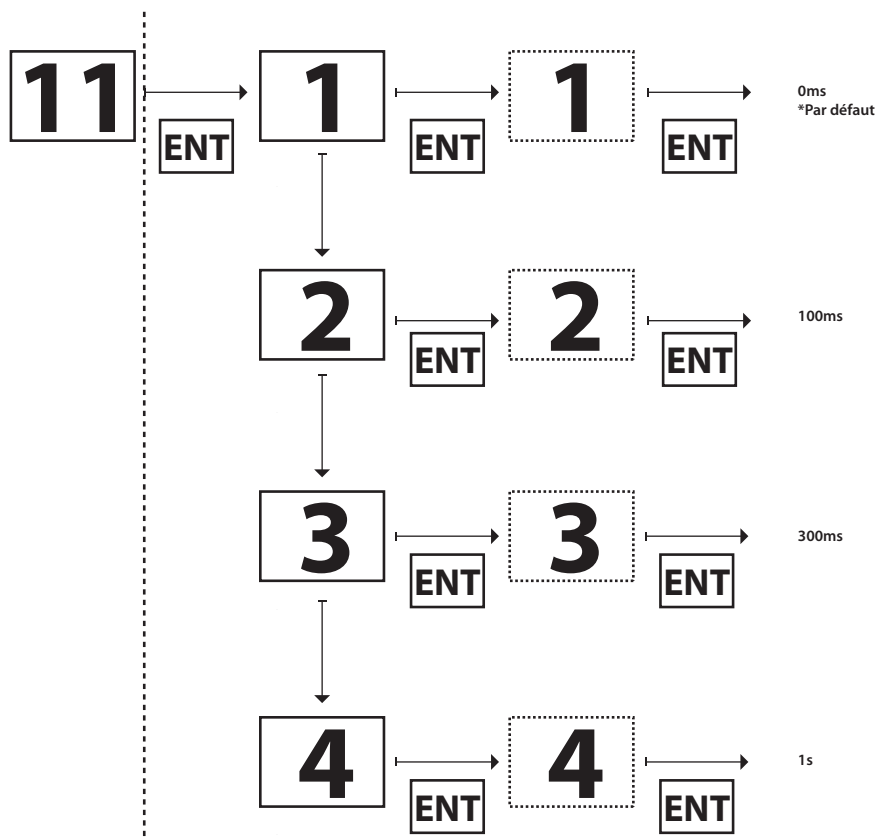 11
1
1
0ms
*Par défaut
ENT
ENT
ENT
2
2
100ms
ENT
ENT
3
3
300ms
ENT
ENT
4
4
1s
ENT
ENT